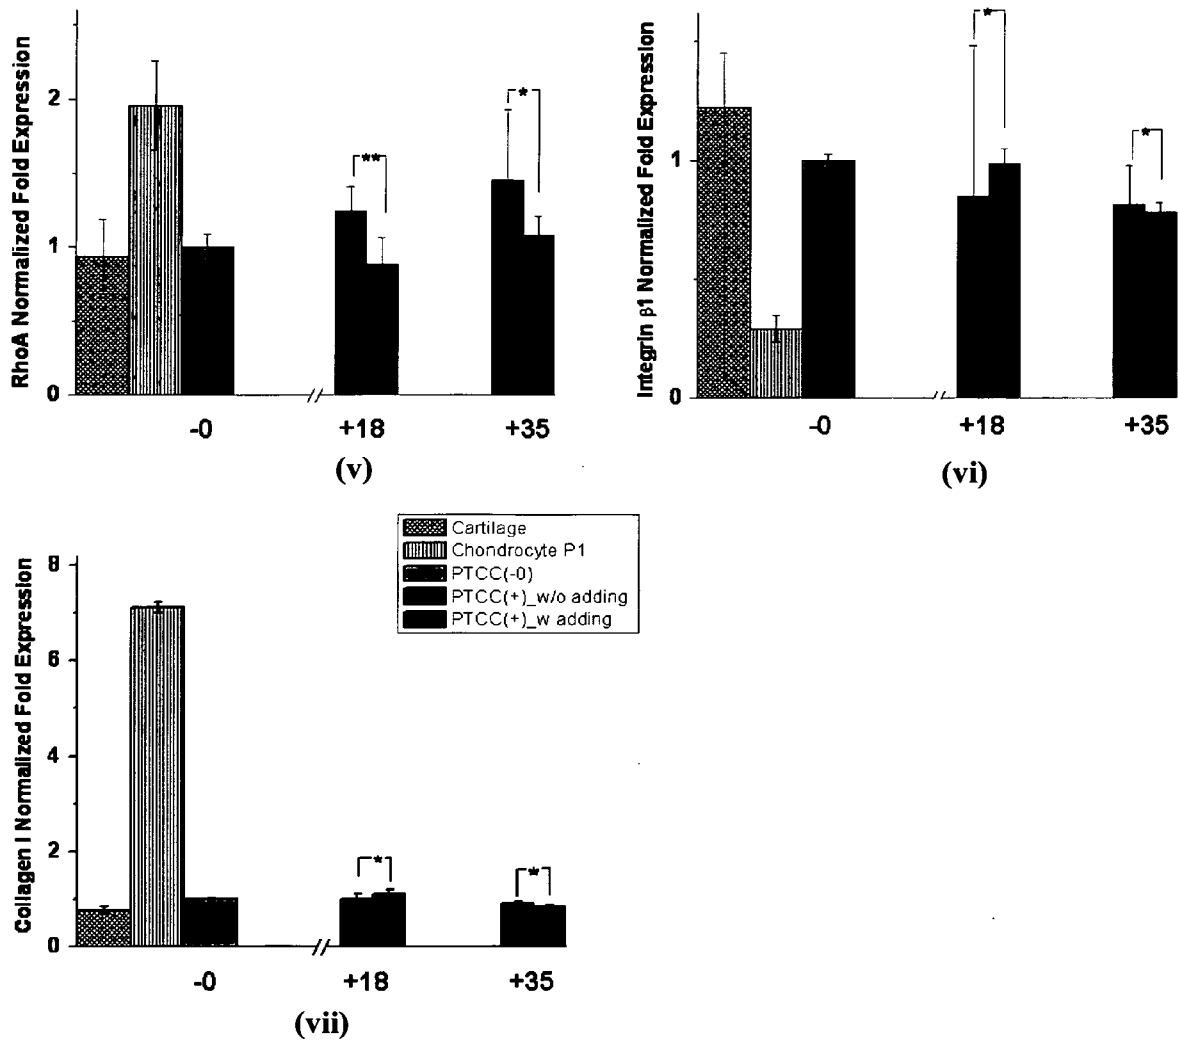 RhoA Normalized Fold Expression
2
1
0
**
*
-0
+18
+35
(v)
Integrin β1 Normalized Fold Expression
1
0
*
*
-0
+18
+35
(vi)
Cartilage
Chondrocyte P1
PTCC(-0)
PTCC(+)_w/o adding
PTCC(+)_w adding
Collagen I Normalized Fold Expression
8
6
4
2
0
*
*
-0
+18
+35
(vii)